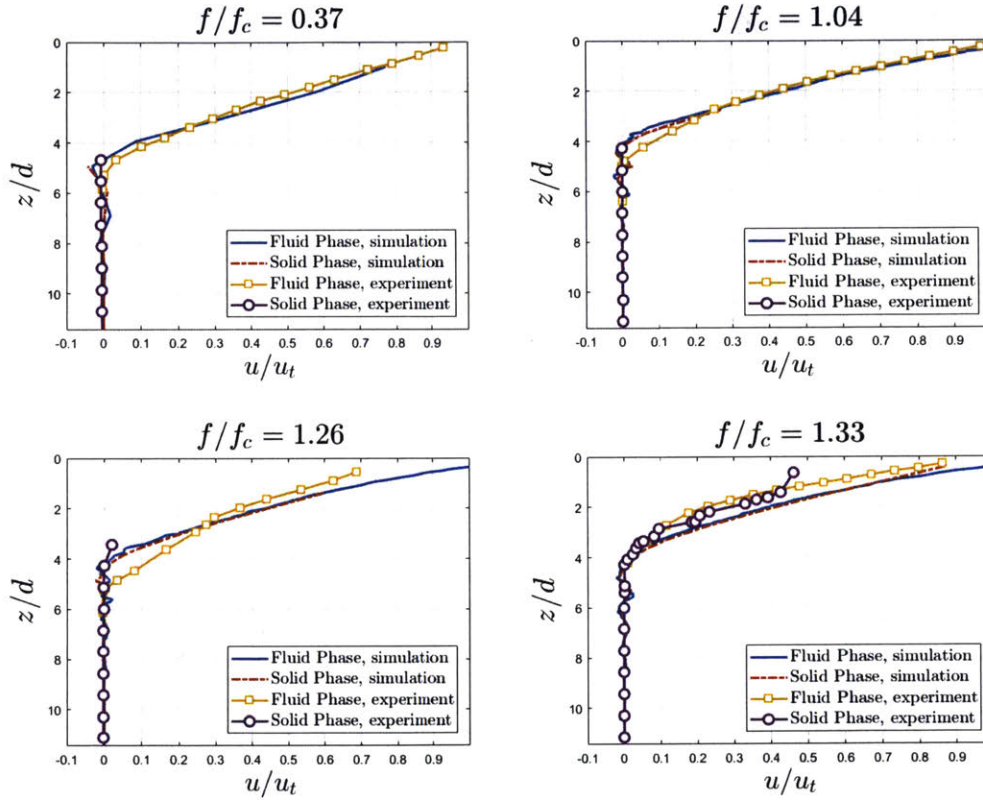 f/f_c = 0.37
0
2
4
6
8
10
z/d
Fluid Phase, simulation
Solid Phase, simulation
Fluid Phase, experiment
Solid Phase, experiment
-0.1 0 0.1 0.2 0.3 0.4 0.5 0.6 0.7 0.8 0.9
u/u_t
f/f_c = 1.04
0
2
4
6
8
10
z/d
Fluid Phase, simulation
Solid Phase, simulation
Fluid Phase, experiment
Solid Phase, experiment
-0.1 0 0.1 0.2 0.3 0.4 0.5 0.6 0.7 0.8 0.9
u/u_t
f/f_c = 1.26
0
2
4
6
8
10
z/d
Fluid Phase, simulation
Solid Phase, simulation
Fluid Phase, experiment
Solid Phase, experiment
-0.1 0 0.1 0.2 0.3 0.4 0.5 0.6 0.7 0.8 0.9 1
u/u_t
f/f_c = 1.33
0
2
4
6
8
10
z/d
Fluid Phase, simulation
Solid Phase, simulation
Fluid Phase, experiment
Solid Phase, experiment
-0.1 0 0.1 0.2 0.3 0.4 0.5 0.6 0.7 0.8 0.9
u/u_t